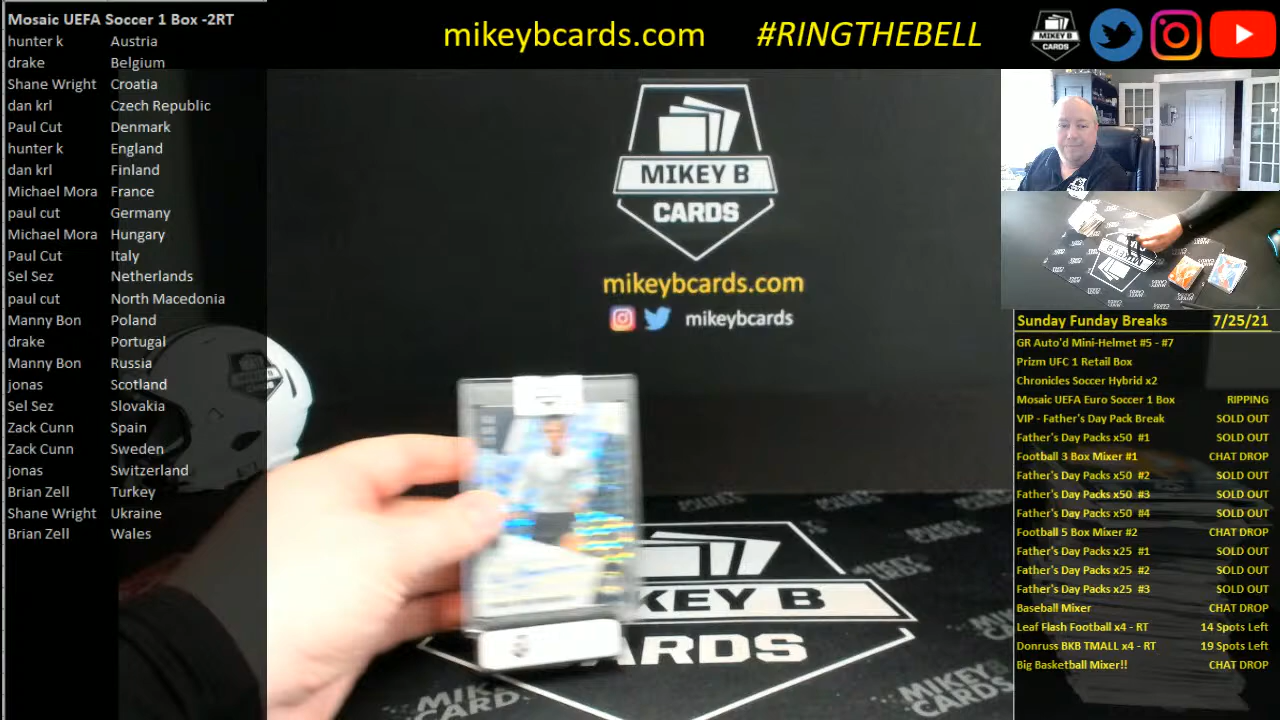 Mosaic UEFA Soccer 1 Box -2RT
hunter k Austria
drake Belgium
Shane Wright Croatia
dan krl Czech Republic
Paul Cut Denmark
hunter k England
dan krl Finland
Michael Mora France
paul cut Germany
Michael Mora Hungary
Paul Cut Italy
Sel Sez Netherlands
paul cut North Macedonia
Manny Bon Poland
drake Portugal
Manny Bon Russia
jonas Scotland
Sel Sez Slovakia
Zack Cunn Spain
Zack Cunn Sweden
jonas Switzerland
Brian Zell Turkey
Shane Wright Ukraine
Brian Zell Wales
mikeybcards.com #RINGTHEBELL
MIKEY B
CARDS
MIKEY B
CARDS
mikeybcards.com
mikeybcards
KEY B
ARDS
MIKEY
CARDS
MIKEY
CARDS
Sunday Funday Breaks 7/25/21
GR Auto'd Mini-Helmet #5 - #7
Prizm UFC 1 Retail Box
Chronicles Soccer Hybrid x2
Mosaic UEFA Euro Soccer 1 Box RIPPING
VIP - Father's Day Pack Break SOLD OUT
Father's Day Packs x50 #1 SOLD OUT
Football 3 Box Mixer #1 CHAT DROP
Father's Day Packs x50 #2 SOLD OUT
Father's Day Packs x50 #3 SOLD OUT
Father's Day Packs x50 #4 SOLD OUT
Football 5 Box Mixer #2 CHAT DROP
Father's Day Packs x25 #1 SOLD OUT
Father's Day Packs x25 #2 SOLD OUT
Father's Day Packs x25 #3 SOLD OUT
Baseball Mixer CHAT DROP
Leaf Flash Football x4 - RT 14 Spots Left
Donruss BKB TMALL x4 - RT 19 Spots Left
Big Basketball Mixer!! CHAT DROP